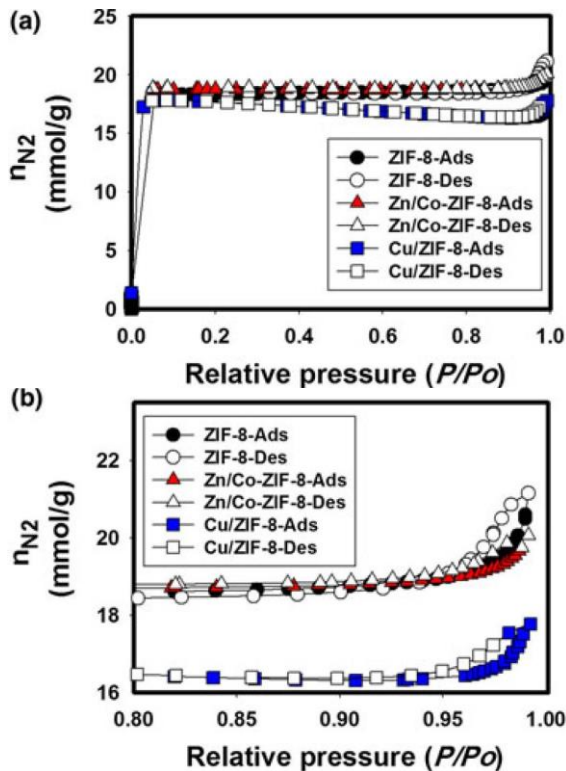 (a)
25
20
15
10
5
0
n_N2
(mmol/g)
ZIF-8-Ads
ZIF-8-Des
Zn/Co-ZIF-8-Ads
Zn/Co-ZIF-8-Des
Cu/ZIF-8-Ads
Cu/ZIF-8-Des
0.0 0.2 0.4 0.6 0.8 1.0
Relative pressure (P/Po)
(b)
22
20
18
16
n_N2
(mmol/g)
ZIF-8-Ads
ZIF-8-Des
Zn/Co-ZIF-8-Ads
Zn/Co-ZIF-8-Des
Cu/ZIF-8-Ads
Cu/ZIF-8-Des
0.80 0.85 0.90 0.95 1.00
Relative pressure (P/Po)